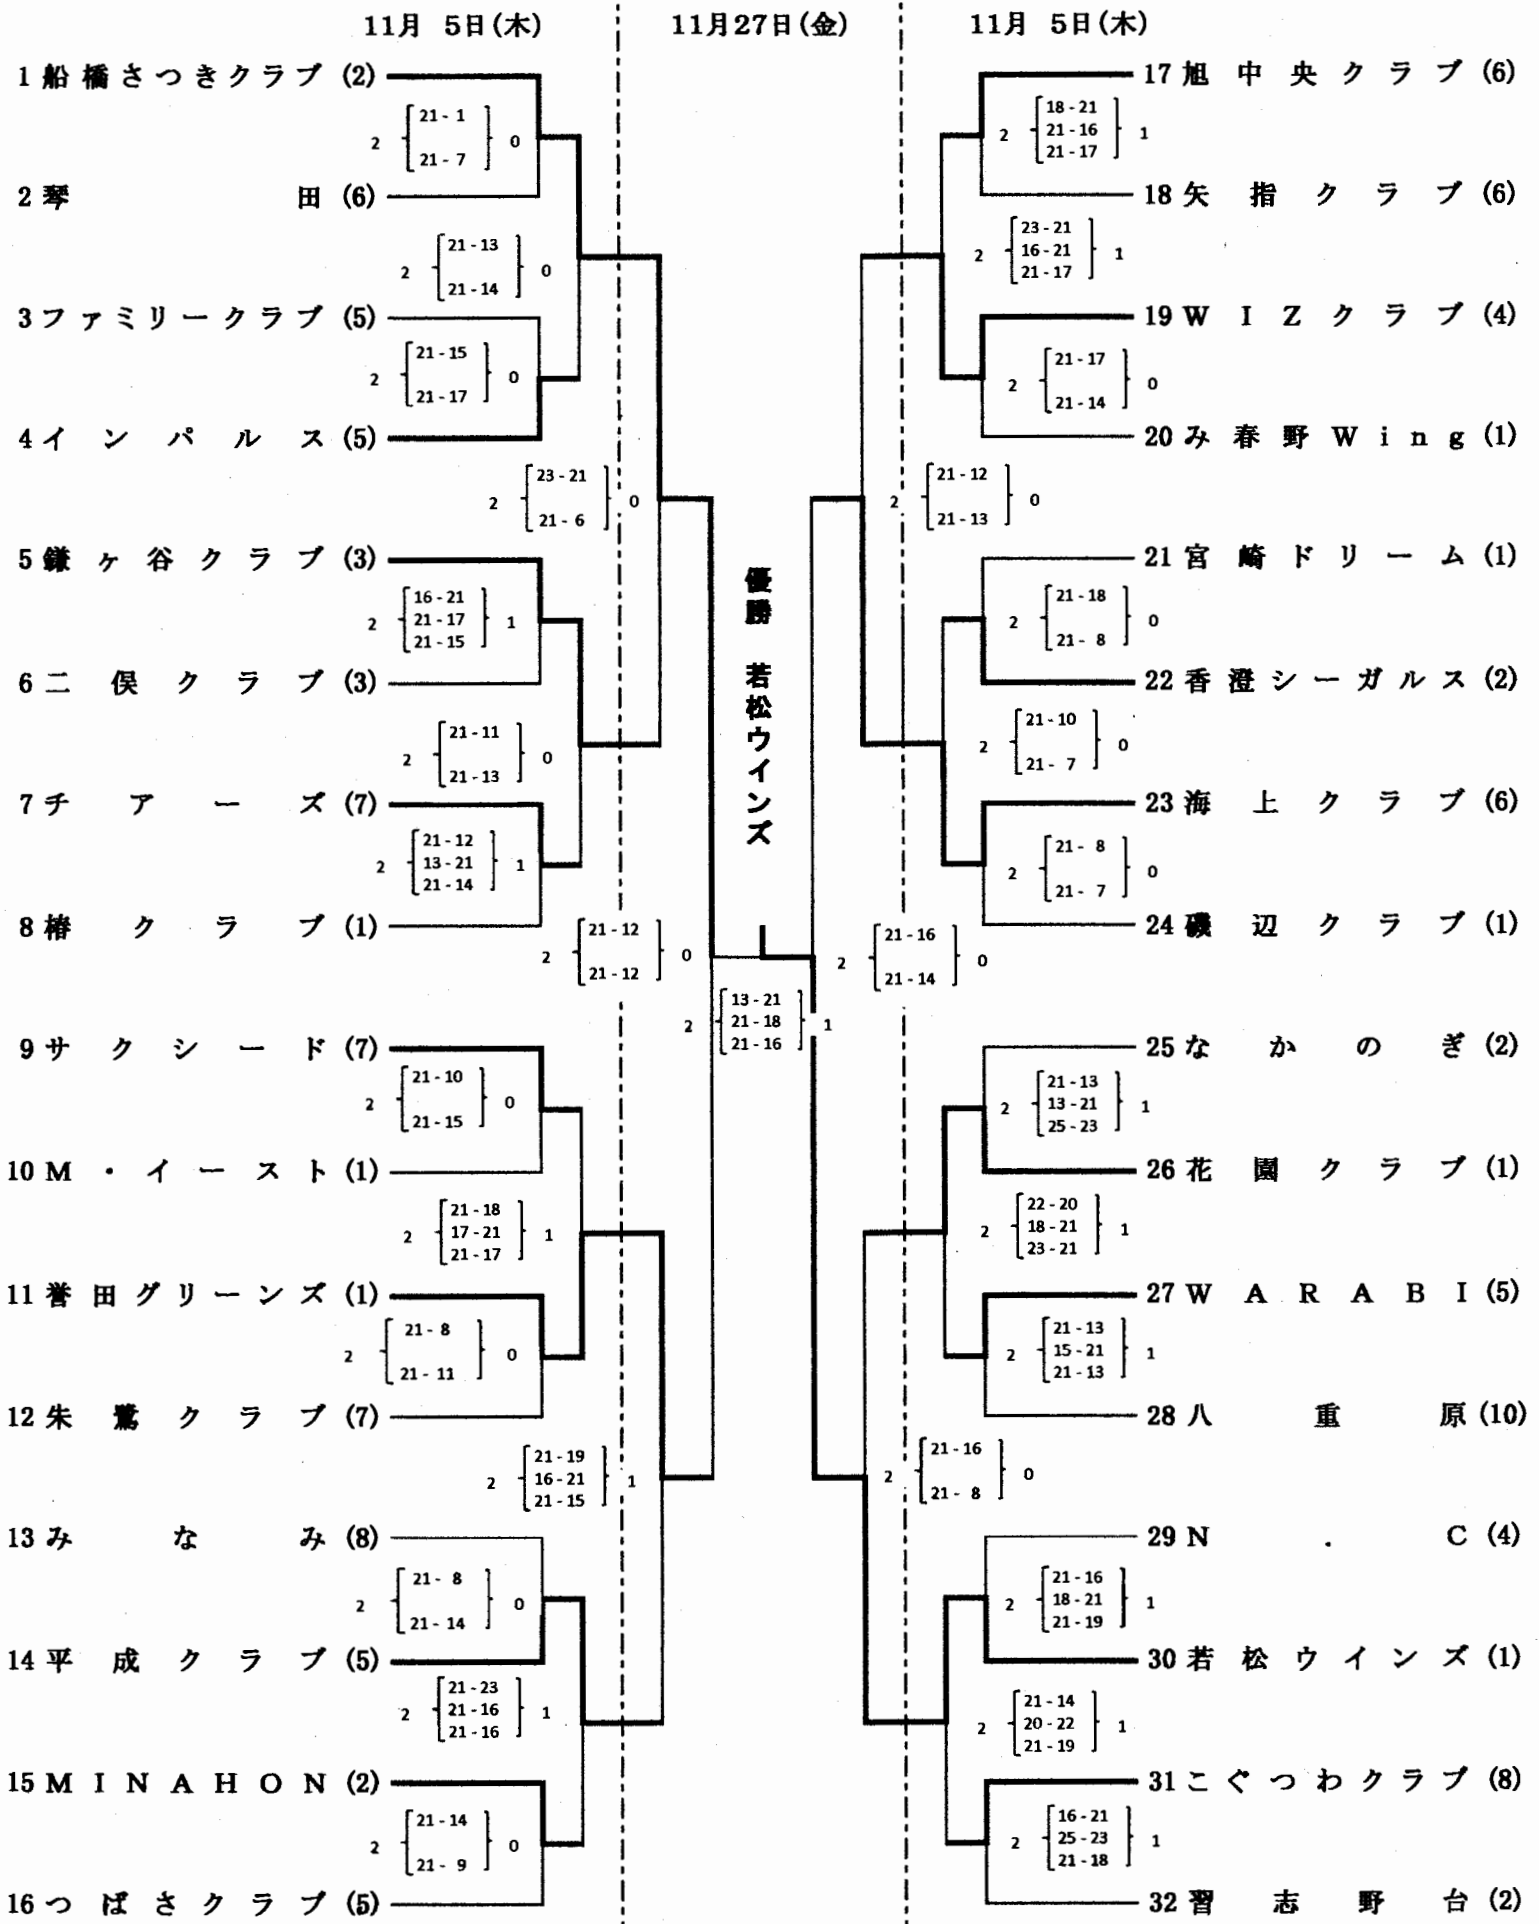 11月 5日(木)
11月27日(金)
11月 5日(木)
1 船橋さつきクラブ (2)
2 21 - 1 0
21 - 7
2 琴田 (6)
2 21 - 13 0
21 - 14
3 ファミリークラブ (5)
2 21 - 15 0
21 - 17
4 インパルス (5)
2 23 - 21 0
21 - 6
5 鎌ヶ谷クラブ (3)
16 - 21
2 21 - 17 1
21 - 15
6 二俣クラブ (3)
2 21 - 11 0
21 - 13
7 チアーズ (7)
21 - 12
2 13 - 21 1
21 - 14
8 椿クラブ (1)
2 21 - 12 0
21 - 12
9 サクシード (7)
2 21 - 10 0
21 - 15
10 M・イースト (1)
21 - 18
2 17 - 21 1
21 - 17
11 誉田グリーンズ (1)
2 21 - 8 0
21 - 11
12 朱鷺クラブ (7)
21 - 19
2 16 - 21 1
21 - 15
13 みなみ (8)
2 21 - 8 0
21 - 14
14 平成クラブ (5)
21 - 23
2 21 - 16 1
21 - 16
15 MINAHON (2)
2 21 - 14 0
21 - 9
16 つばさクラブ (5)
優勝 若松ウインズ
13 - 21
2 21 - 18 1
21 - 16
17 旭中央クラブ (6)
18 - 21
2 21 - 16 1
21 - 17
18 矢指クラブ (6)
23 - 21
2 16 - 21 1
21 - 17
19 WIZクラブ (4)
2 21 - 17 0
21 - 14
20 み春野Wing (1)
2 21 - 12 0
21 - 13
21 宮崎ドリーム (1)
2 21 - 18 0
21 - 8
22 香澄シーガルス (2)
2 21 - 10 0
21 - 7
23 海上クラブ (6)
2 21 - 8 0
21 - 7
24 磯辺クラブ (1)
2 21 - 16 0
21 - 14
25 なかのぎ (2)
21 - 13
2 13 - 21 1
25 - 23
26 花園クラブ (1)
22 - 20
2 18 - 21 1
23 - 21
27 WARABI (5)
21 - 13
2 15 - 21 1
21 - 13
28 八重原 (10)
2 21 - 16 0
21 - 8
29 N.C (4)
21 - 16
2 18 - 21 1
21 - 19
30 若松ウインズ (1)
21 - 14
2 20 - 22 1
21 - 19
31 こぐつわクラブ (8)
16 - 21
2 25 - 23 1
21 - 18
32 習志野台 (2)